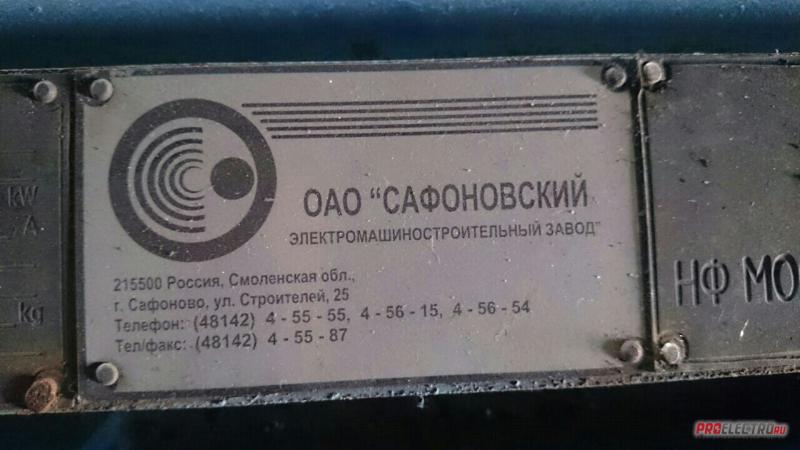 ОАО “САФОНОВСКИЙ
ЭЛЕКТРОМАШИНОСТРОИТЕЛЬНЫЙ ЗАВОД”
215500 Россия, Смоленская обл.,
г. Сафоново, ул. Строителей, 25
Телефон: (48142) 4 - 55 - 55, 4 - 56 - 15, 4 - 56 - 54
Тел/факс: (48142) 4 - 55 - 87
kW
A
kg
НФ МО
PROELECTRO.RU